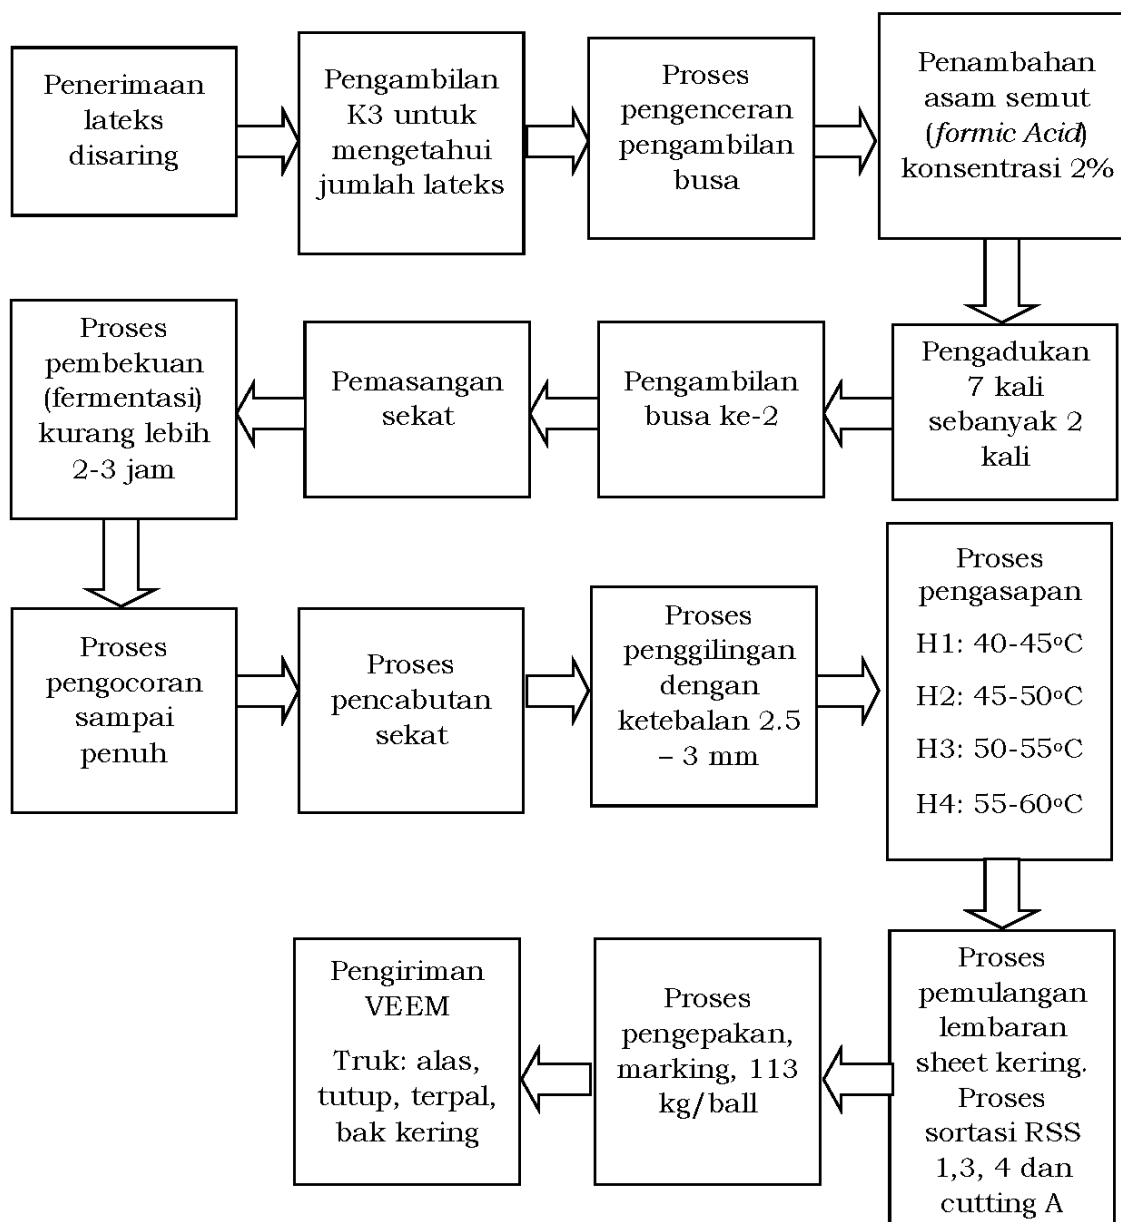 Penerimaan
lateks
disaring
Pengambilan
K3 untuk
mengetahui
jumlah lateks
Proses
pengenceran
pengambilan
busa
Penambahan
asam semut
(formic Acid)
konsentrasi 2%
Pengadukan
7 kali
sebanyak 2
kali
Pengambilan
busa ke-2
Pemasangan
sekat
Proses
pembekuan
(fermentasi)
kurang lebih
2-3 jam
Proses
pengocoran
sampai
penuh
Proses
pencabutan
sekat
Proses
penggilingan
dengan
ketebalan 2.5
– 3 mm
Proses
pengasapan
H1: 40-45°C
H2: 45-50°C
H3: 50-55°C
H4: 55-60°C
Proses
pemulangan
lembaran
sheet kering.
Proses
sortasi RSS
1,3, 4 dan
cutting A
Proses
pengepakan,
marking, 113
kg/ball
Pengiriman
VEEM
Truk: alas,
tutup, terpal,
bak kering